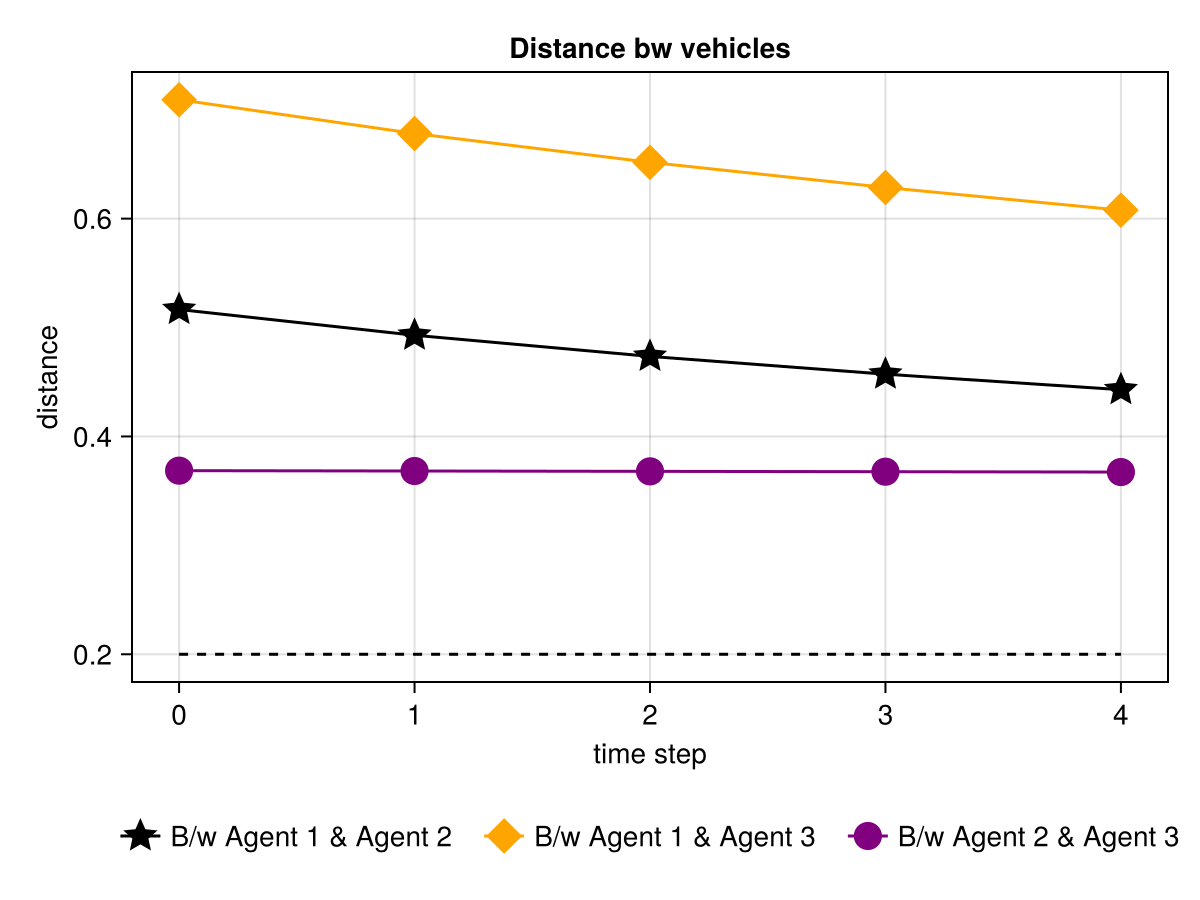 Distance bw vehicles
distance
0.6
0.4
0.2
0 1 2 3 4
time step
B/w Agent 1 & Agent 2 B/w Agent 1 & Agent 3 B/w Agent 2 & Agent 3